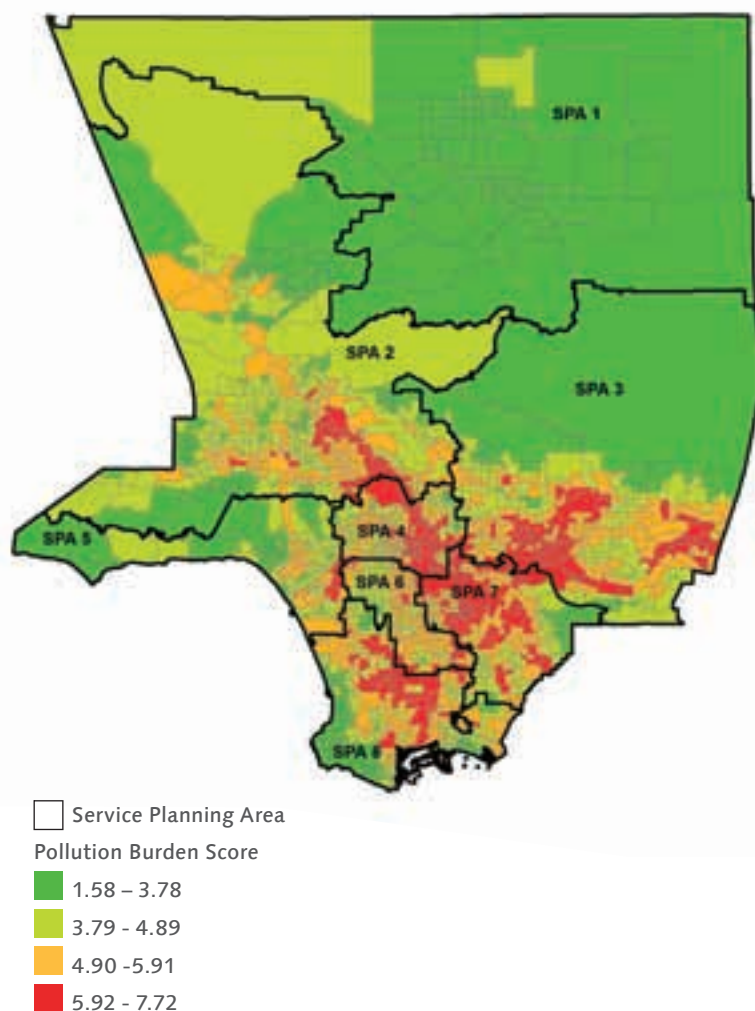 SPA 1
SPA 2
SPA 3
SPA 4
SPA 5
SPA 6
SPA 7
SPA 8
Service Planning Area
Pollution Burden Score
1.58 – 3.78
3.79 - 4.89
4.90 -5.91
5.92 - 7.72